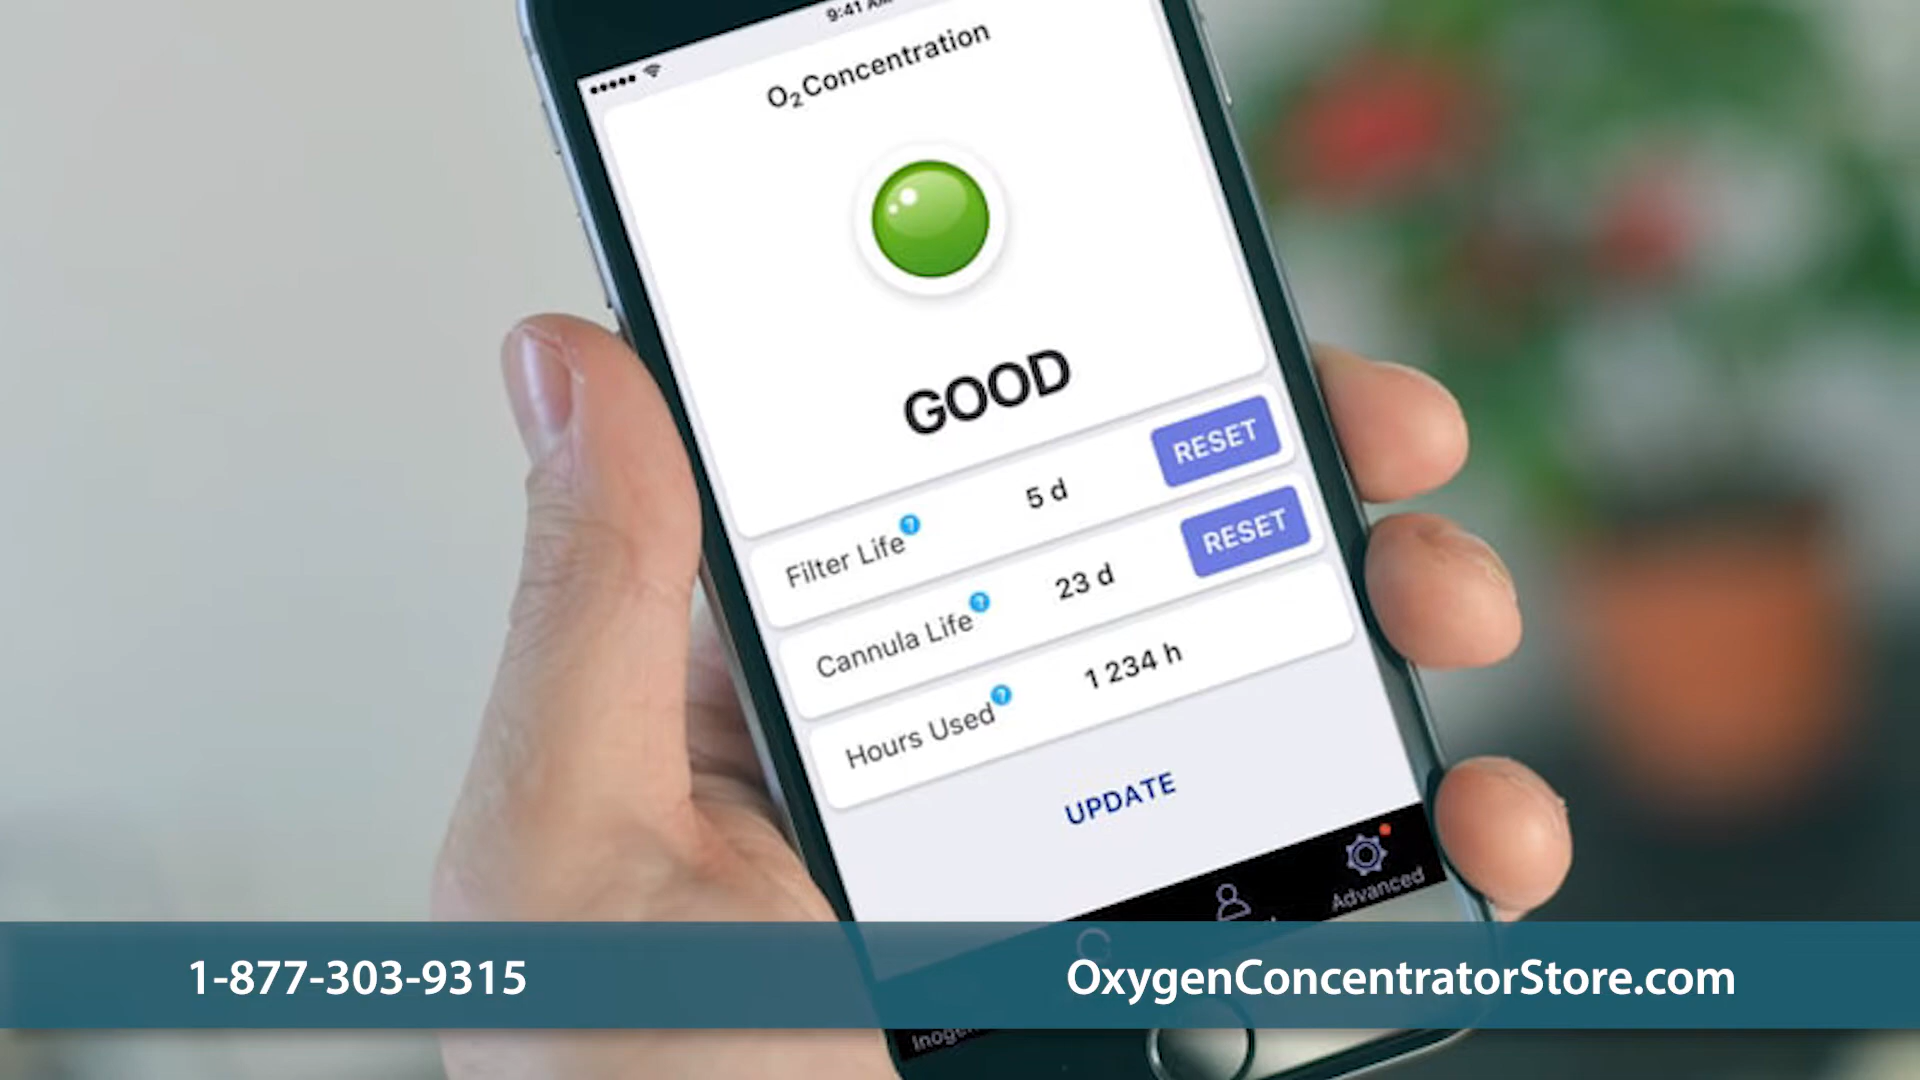 9:41 AM
O2 Concentration
GOOD
Filter Life ? 5 d RESET
Cannula Life ? 23 d RESET
Hours Used ? 1 234 h
UPDATE
Advanced
1-877-303-9315
OxygenConcentratorStore.com